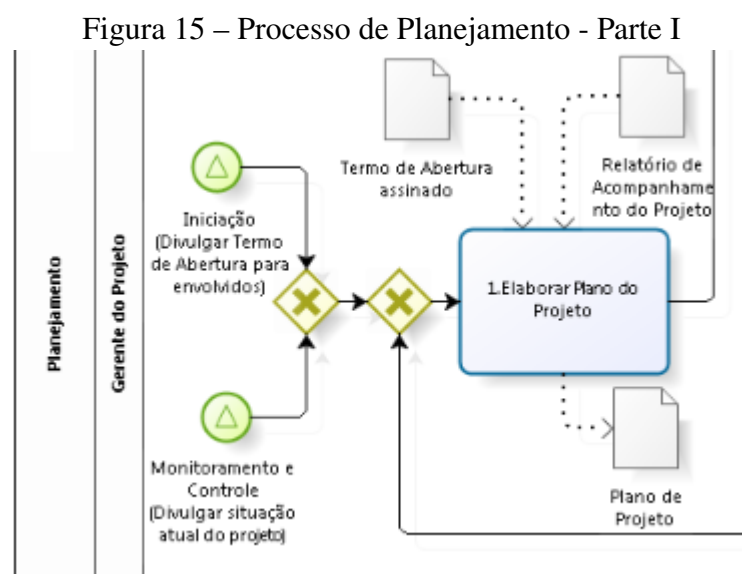 Figura 15 – Processo de Planejamento - Parte I
Planejamento
Gerente do Projeto
Iniciação
(Divulgar Termo
de Abertura para
envolvidos)
Termo de Abertura
assinado
Relatório de
Acompanhame
nto do Projeto
1.Elaborar Plano do
Projeto
Monitoramento e
Controle
(Divulgar situação
atual do projeto)
Plano de
Projeto